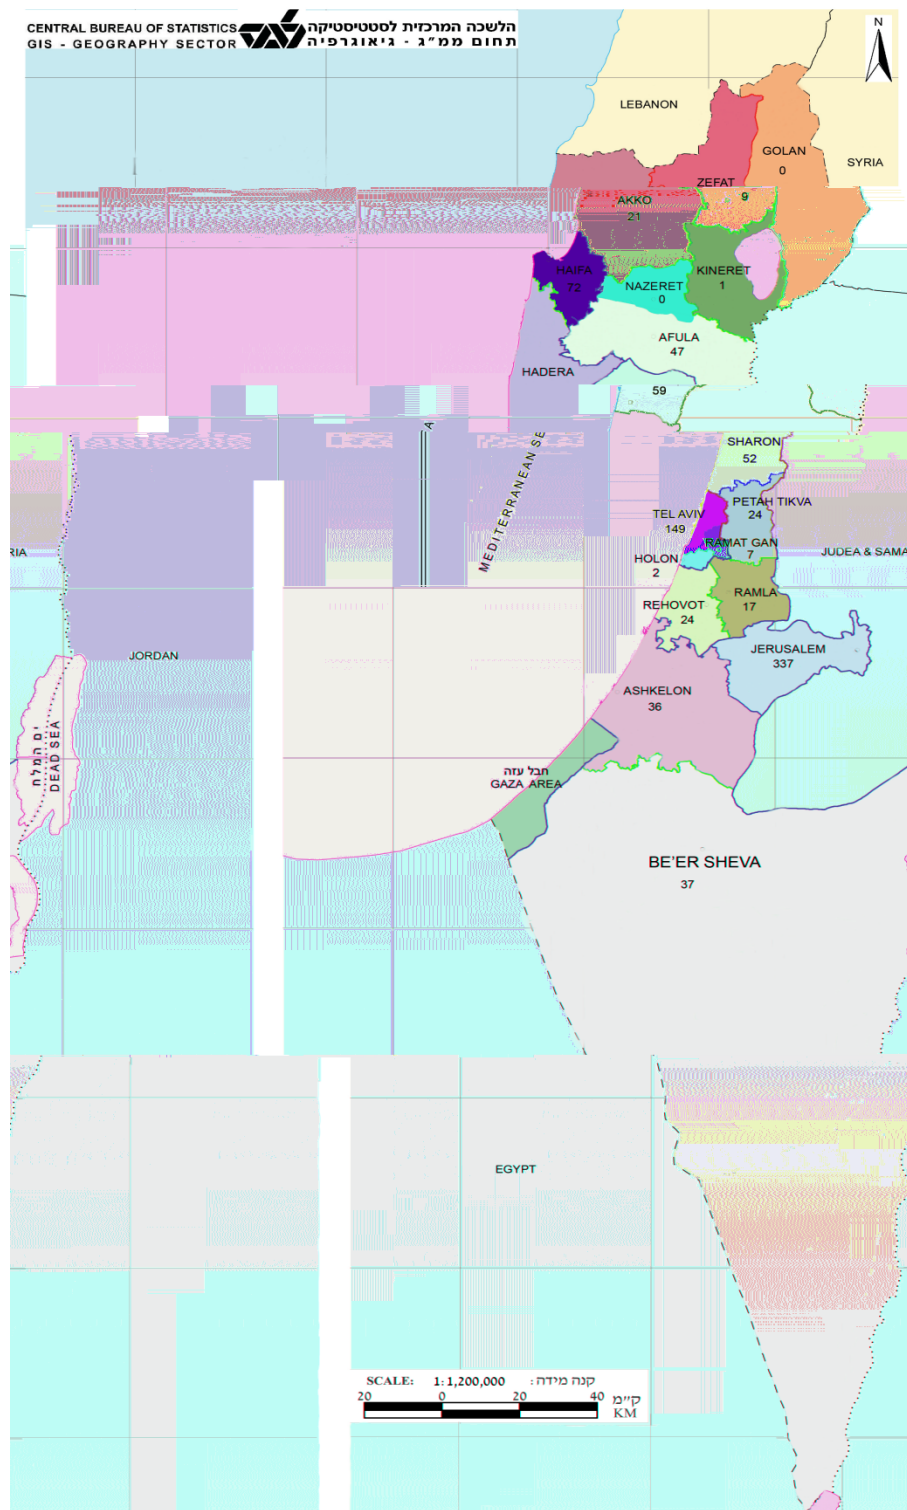 CENTRAL BUREAU OF STATISTICS
GIS - GEOGRAPHY SECTOR
הלשכה המרכזית לסטטיסטיקה
תחום ממ"ג - גיאוגרפיה
N
LEBANON
GOLAN
0
SYRIA
ZEFAT
9
AKKO
21
HAIFA
72
NAZERET
0
KINERET
1
AFULA
47
HADERA
59
A
MEDITERRANEAN SE
SHARON
52
PETAH TIKVA
24
TEL AVIV
149
RAMAT GAN
7
RIA
JUDEA & SAMA
HOLON
2
RAMLA
17
REHOVOT
24
JERUSALEM
337
JORDAN
ASHKELON
36
ים המלח
DEAD SEA
חבל עזה
GAZA AREA
BE'ER SHEVA
37
EGYPT
SCALE: 1:1,200,000 קנה מידה:
20 0 20 40 ק"מ
KM